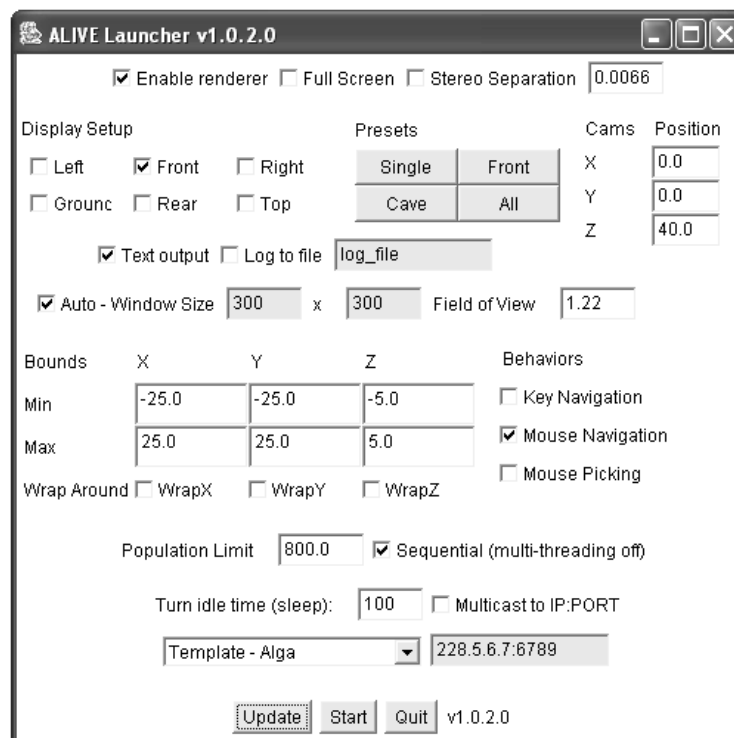 ALIVE Launcher v1.0.2.0
Enable renderer Full Screen Stereo Separation 0.0066
Display Setup Presets Cams Position
Left Front Right Single Front X 0.0
Grounc Rear Top Cave All Y 0.0
Z 40.0
Text output Log to file log_file
Auto - Window Size 300 x 300 Field of View 1.22
Bounds X Y Z Behaviors
Min -25.0 -25.0 -5.0 Key Navigation
Max 25.0 25.0 5.0 Mouse Navigation
Wrap Around WrapX WrapY WrapZ Mouse Picking
Population Limit 800.0 Sequential (multi-threading off)
Turn idle time (sleep): 100 Multicast to IP:PORT
Template - Alga 228.5.6.7:6789
Update Start Quit v1.0.2.0